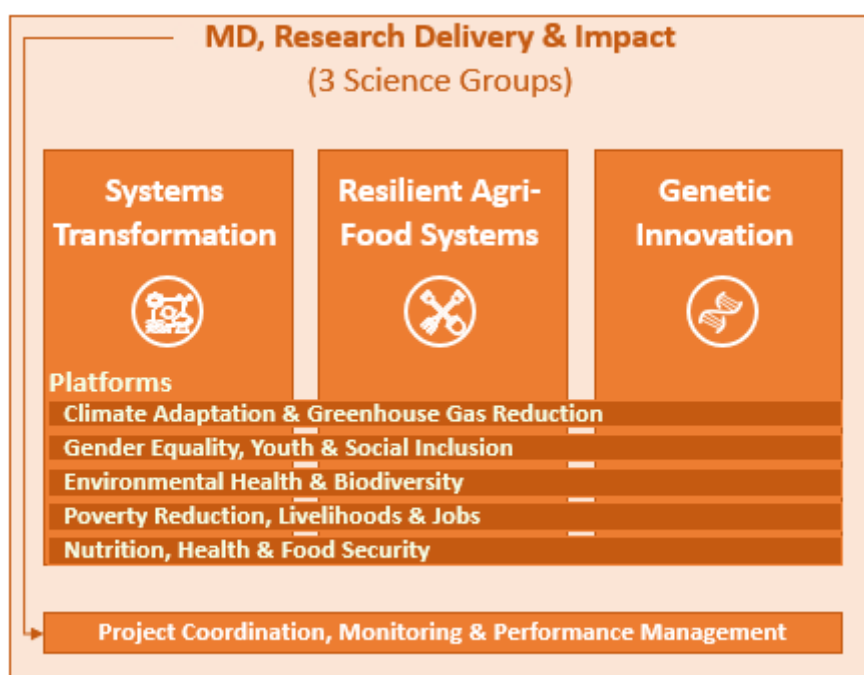 MD, Research Delivery & Impact
(3 Science Groups)
Systems
Transformation
Resilient Agri-
Food Systems
Genetic
Innovation
Platforms
Climate Adaptation & Greenhouse Gas Reduction
Gender Equality, Youth & Social Inclusion
Environmental Health & Biodiversity
Poverty Reduction, Livelihoods & Jobs
Nutrition, Health & Food Security
Project Coordination, Monitoring & Performance Management